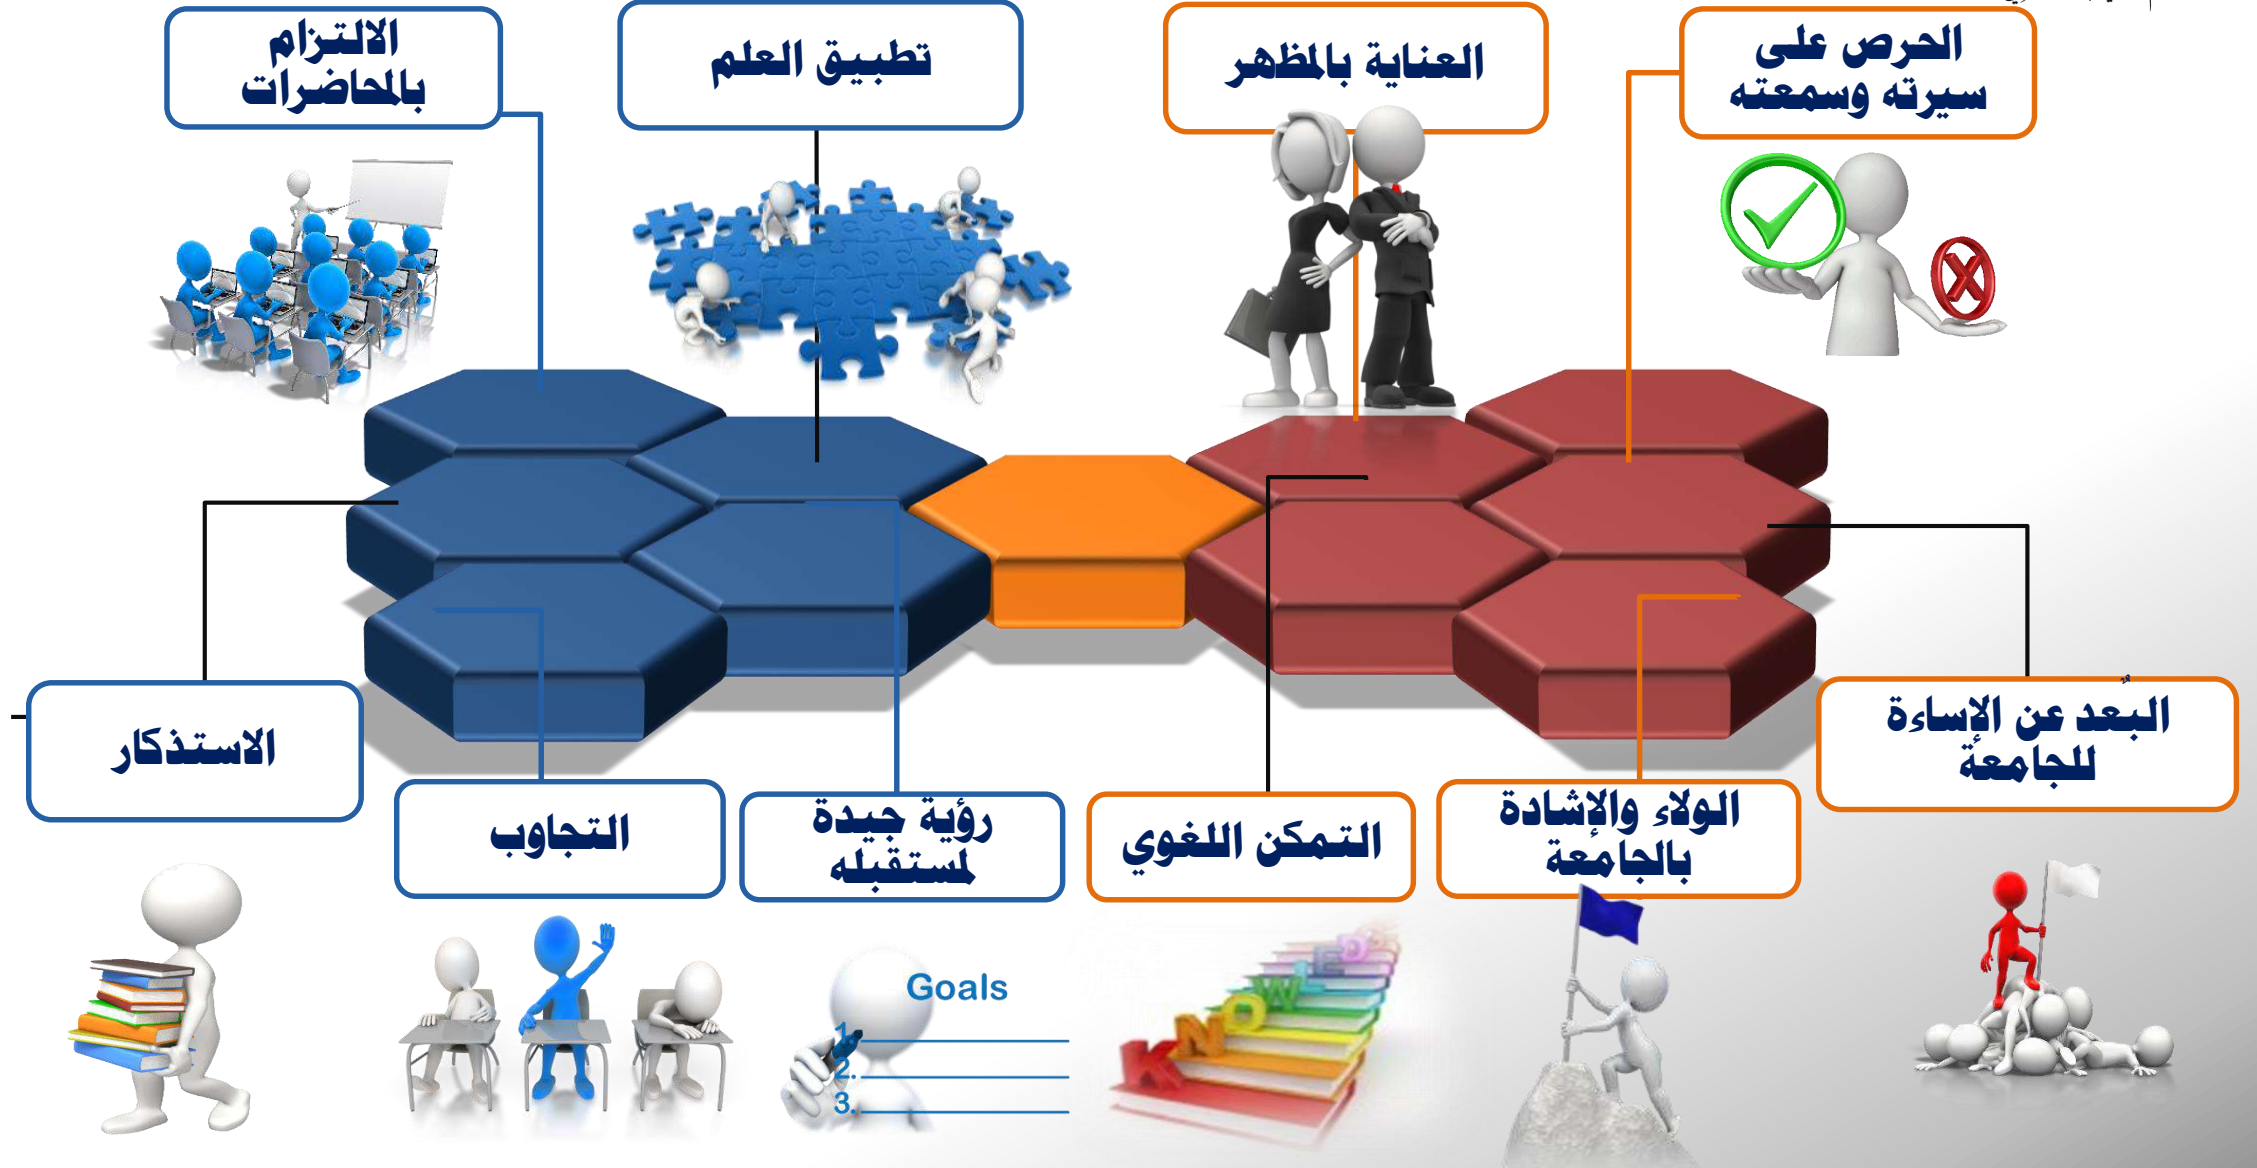 الحرص على
سيرته وسمعته
العناية بالمظهر
تطبيق العلم
الالتزام
بالمحاضرات
البُعد عن الإساءة
للجامعة
الولاء والإشادة
بالجامعة
التمكن اللغوي
رؤية جيدة
لمستقبله
التجاوب
الاستذكار
Goals
1.
2.
3.
KNOWLEDGE